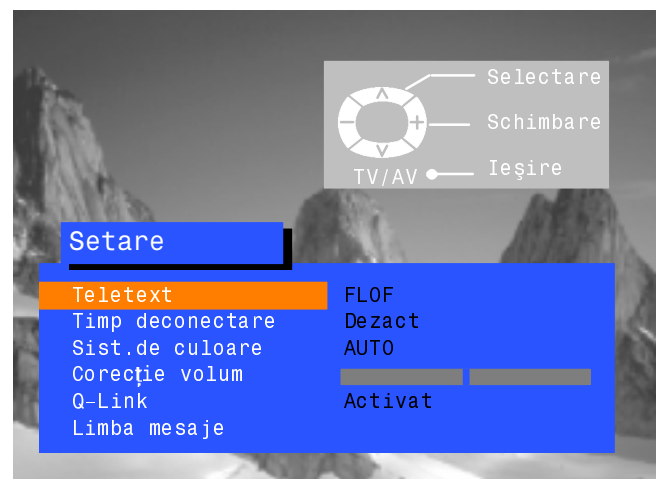 Selectare
Schimbare
TV/AV Ieşire
Setare
Teletext FLOF
Timp deconectare Dezact
Sist.de culoare AUTO
Corecţie volum
Q–Link Activat
Limba mesaje